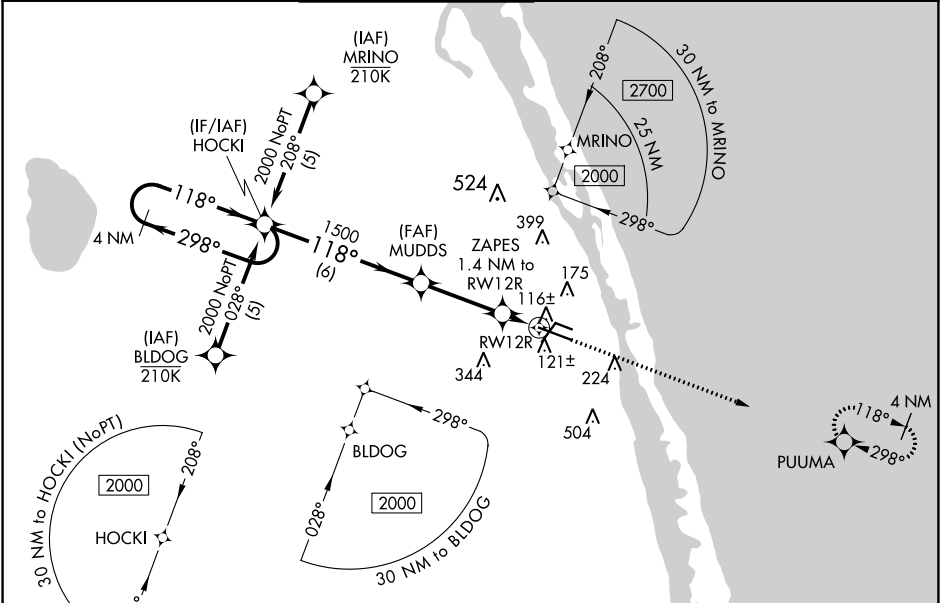 (IAF)
MRINO
210K
2000 NoPT
208°
(5)
(IF/IAF)
HOCKI
118°
298°
4 NM
2000 NoPT
028°
(5)
(IAF)
BLDOG
210K
1500
118°
(6)
(FAF)
MUDDS
ZAPES
1.4 NM to
RW12R
RW12R
524
399
175
116±
121±
344
224
504
208°
30 NM to MRINO
2700
25 NM
MRINO
2000
298°
4 NM
118°
298°
PUUMA
298°
BLDOG
028°
2000
30 NM to BLDOG
30 NM to HOCKI (NoPT)
208°
2000
HOCKI